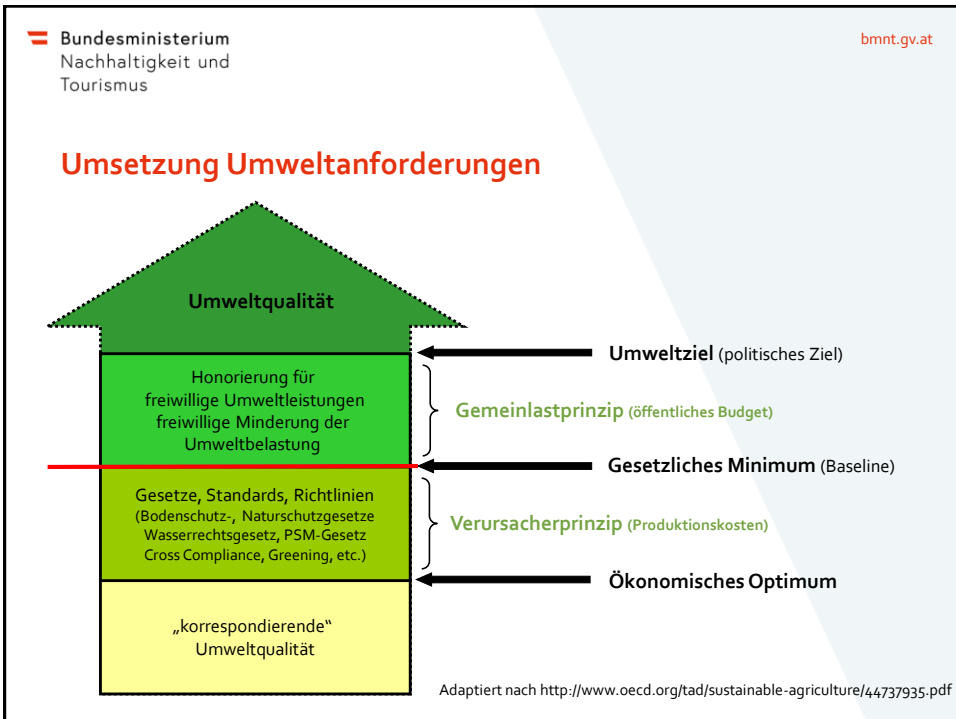 Bundesministerium
Nachhaltigkeit und
Tourismus
bmnt.gv.at
Umsetzung Umweltanforderungen
Umweltqualität
Umweltziel (politisches Ziel)
Honorierung für
freiwillige Umweltleistungen
freiwillige Minderung der
Umweltbelastung
Gemeinlastprinzip (öffentliches Budget)
Gesetzliches Minimum (Baseline)
Gesetze, Standards, Richtlinien
(Bodenschutz-, Naturschutzgesetze
Wasserrechtsgesetz, PSM-Gesetz
Cross Compliance, Greening, etc.)
Verursacherprinzip (Produktionskosten)
Ökonomisches Optimum
„korrespondierende“
Umweltqualität
Adaptiert nach http://www.oecd.org/tad/sustainable-agriculture/44737935.pdf